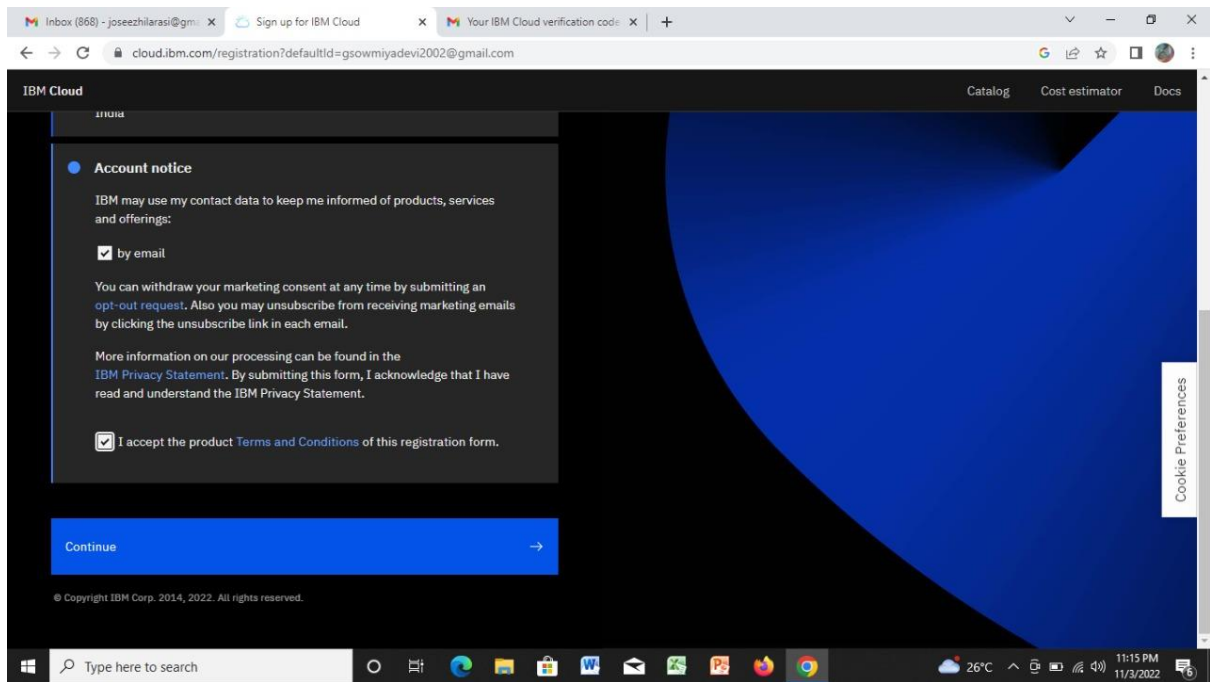 Inbox (868) - joseezhilarasi@gma
Sign up for IBM Cloud
Your IBM Cloud verification code
cloud.ibm.com/registration?defaultId=gsowmiyadevi2002@gmail.com
IBM Cloud
Catalog
Cost estimator
Docs
India
Account notice
IBM may use my contact data to keep me informed of products, services
and offerings:
by email
You can withdraw your marketing consent at any time by submitting an
opt-out request. Also you may unsubscribe from receiving marketing emails
by clicking the unsubscribe link in each email.
More information on our processing can be found in the
IBM Privacy Statement. By submitting this form, I acknowledge that I have
read and understand the IBM Privacy Statement.
I accept the product Terms and Conditions of this registration form.
Cookie Preferences
Continue
© Copyright IBM Corp. 2014, 2022. All rights reserved.
Type here to search
26°C
11:15 PM
11/3/2022
6